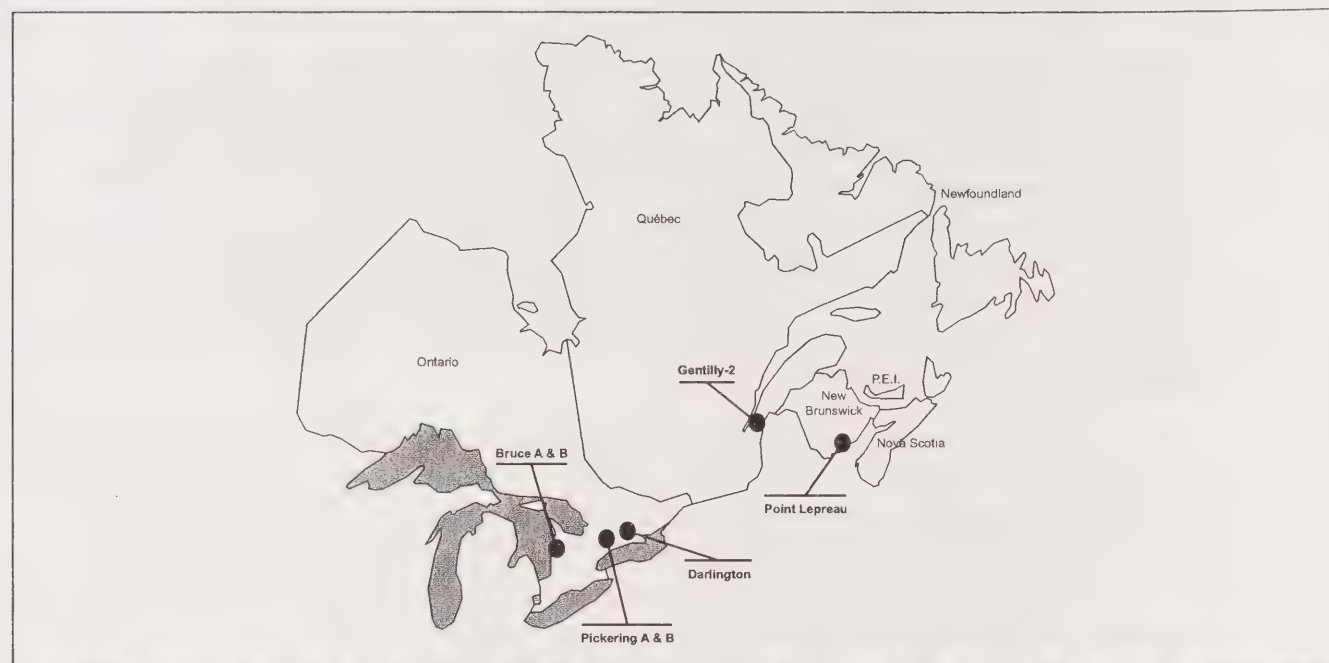 Newfoundland
Québec
Ontario
Gentilly-2
P.E.I.
New
Brunswick
Nova Scotia
Bruce A & B
Point Lepreau
Darlington
Pickering A & B